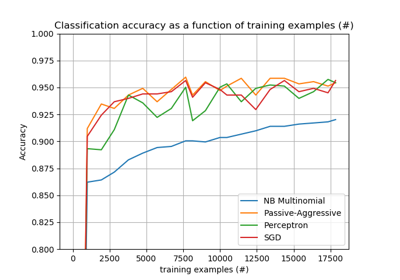 Classification accuracy as a function of training examples (#)
1.000
0.975
0.950
0.925
0.900
0.875
0.850
0.825
0.800
Accuracy
NB Multinomial
Passive-Aggressive
Perceptron
SGD
0 2500 5000 7500 10000 12500 15000 17500
training examples (#)